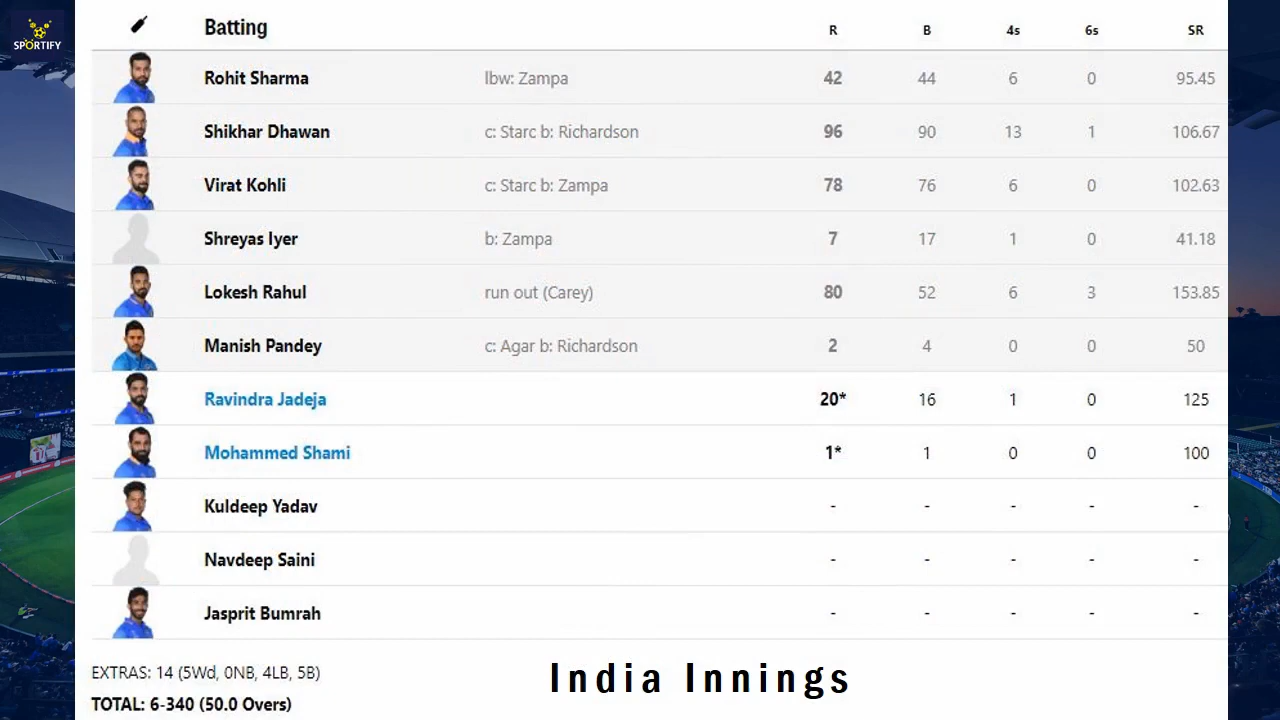 SPORTIFY
Batting R B 4s 6s SR
Rohit Sharma lbw: Zampa 42 44 6 0 95.45
Shikhar Dhawan c: Starc b: Richardson 96 90 13 1 106.67
Virat Kohli c: Starc b: Zampa 78 76 6 0 102.63
Shreyas Iyer b: Zampa 7 17 1 0 41.18
Lokesh Rahul run out (Carey) 80 52 6 3 153.85
Manish Pandey c: Agar b: Richardson 2 4 0 0 50
Ravindra Jadeja 20* 16 1 0 125
Mohammed Shami 1* 1 0 0 100
Kuldeep Yadav - - - - -
Navdeep Saini - - - - -
Jasprit Bumrah - - - - -
EXTRAS: 14 (5Wd, 0NB, 4LB, 5B)
India Innings
TOTAL: 6-340 (50.0 Overs)